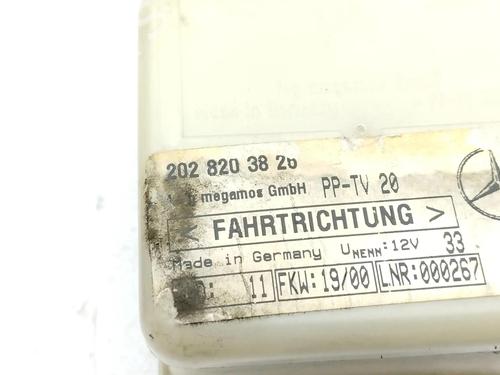 202 820 38 26
megamos GmbH PP-TV 20
< FAHRTRICHTUNG >
Made in Germany UNENN:12V 33
11 FKW:19/00 L.NR:000267